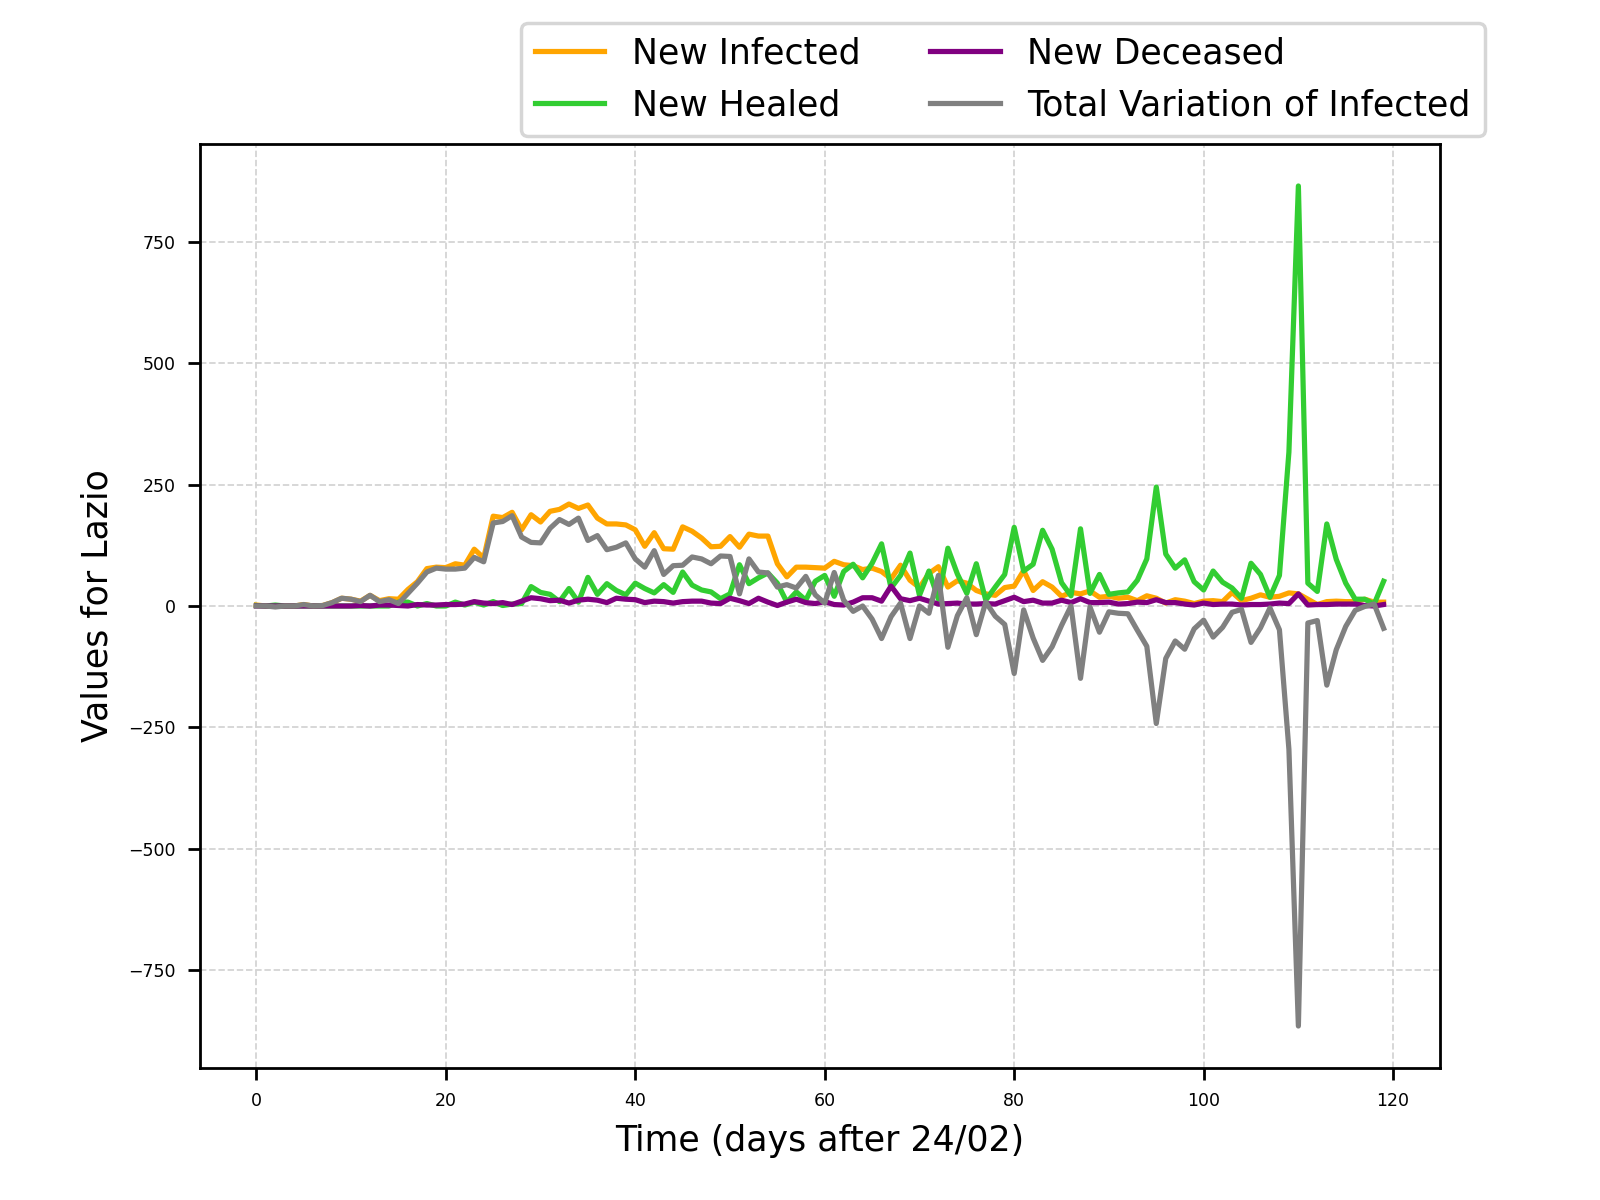 New Infected
New Healed
New Deceased
Total Variation of Infected
Values for Lazio
750
500
250
0
−250
−500
−750
0 20 40 60 80 100 120
Time (days after 24/02)